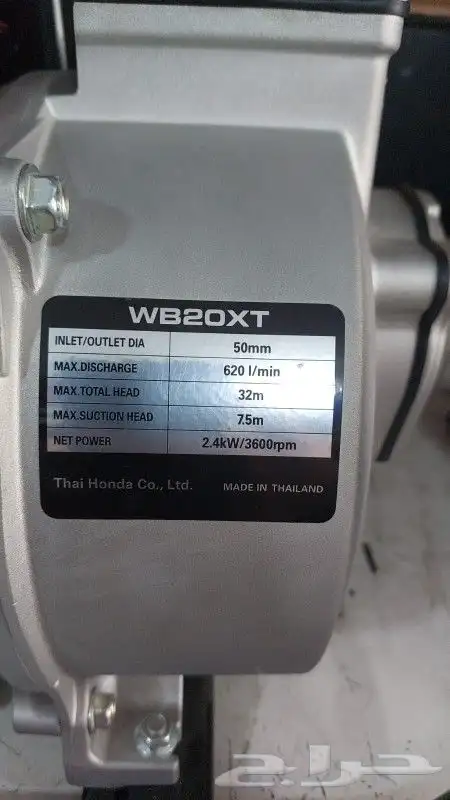 WB20XT
INLET/OUTLET DIA 50mm
MAX.DISCHARGE 620 l/min
MAX.TOTAL HEAD 32m
MAX.SUCTION HEAD 7.5m
NET POWER 2.4kW/3600rpm
Thai Honda Co., Ltd. MADE IN THAILAND
حراج